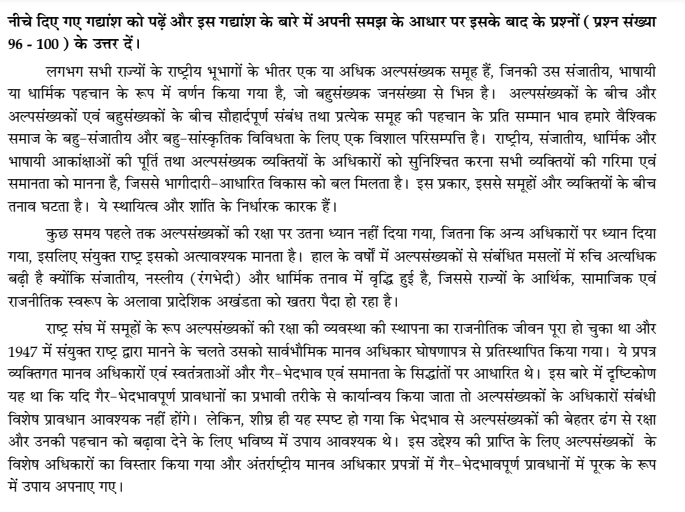 नीचे दिए गए गद्यांश को पढ़ें और इस गद्यांश के बारे में अपनी समझ के आधार पर इसके बाद के प्रश्नों ( प्रश्न संख्या
96 - 100 ) के उत्तर दें।
लगभग सभी राज्यों के राष्ट्रीय भूभागों के भीतर एक या अधिक अल्पसंख्यक समूह हैं, जिनकी उस संजातीय, भाषायी
या धार्मिक पहचान के रूप में वर्णन किया गया है, जो बहुसंख्यक जनसंख्या से भिन्न है। अल्पसंख्यकों के बीच और
अल्पसंख्यकों एवं बहुसंख्यकों के बीच सौहार्दपूर्ण संबंध तथा प्रत्येक समूह की पहचान के प्रति सम्मान भाव हमारे वैश्विक
समाज के बहु-संजातीय और बहु-सांस्कृतिक विविधता के लिए एक विशाल परिसम्पत्ति है। राष्ट्रीय, संजातीय, धार्मिक और
भाषायी आकांक्षाओं की पूर्ति तथा अल्पसंख्यक व्यक्तियों के अधिकारों को सुनिश्चित करना सभी व्यक्तियों की गरिमा एवं
समानता को मानना है, जिससे भागीदारी-आधारित विकास को बल मिलता है। इस प्रकार, इससे समूहों और व्यक्तियों के बीच
तनाव घटता है। ये स्थायित्व और शांति के निर्धारक कारक हैं।
कुछ समय पहले तक अल्पसंख्यकों की रक्षा पर उतना ध्यान नहीं दिया गया, जितना कि अन्य अधिकारों पर ध्यान दिया
गया, इसलिए संयुक्त राष्ट्र इसको अत्यावश्यक मानता है। हाल के वर्षों में अल्पसंख्यकों से संबंधित मसलों में रुचि अत्यधिक
बढ़ी है क्योंकि संजातीय, नस्लीय (रंगभेदी) और धार्मिक तनाव में वृद्धि हुई है, जिससे राज्यों के आर्थिक, सामाजिक एवं
राजनीतिक स्वरूप के अलावा प्रादेशिक अखंडता को खतरा पैदा हो रहा है।
राष्ट्र संघ में समूहों के रूप अल्पसंख्यकों की रक्षा की व्यवस्था की स्थापना का राजनीतिक जीवन पूरा हो चुका था और
1947 में संयुक्त राष्ट्र द्वारा मानने के चलते उसको सार्वभौमिक मानव अधिकार घोषणापत्र से प्रतिस्थापित किया गया। ये प्रपत्र
व्यक्तिगत मानव अधिकारों एवं स्वतंत्रताओं और गैर-भेदभाव एवं समानता के सिद्धांतों पर आधारित थे। इस बारे में दृष्टिकोण
यह था कि यदि गैर-भेदभावपूर्ण प्रावधानों का प्रभावी तरीके से कार्यान्वय किया जाता तो अल्पसंख्यकों के अधिकारों संबंधी
विशेष प्रावधान आवश्यक नहीं होंगे। लेकिन, शीघ्र ही यह स्पष्ट हो गया कि भेदभाव से अल्पसंख्यकों की बेहतर ढंग से रक्षा
और उनकी पहचान को बढ़ावा देने के लिए भविष्य में उपाय आवश्यक थे। इस उद्देश्य की प्राप्ति के लिए अल्पसंख्यकों के
विशेष अधिकारों का विस्तार किया गया और अंतर्राष्ट्रीय मानव अधिकार प्रपत्रों में गैर-भेदभावपूर्ण प्रावधानों में पूरक के रूप
में उपाय अपनाए गए।